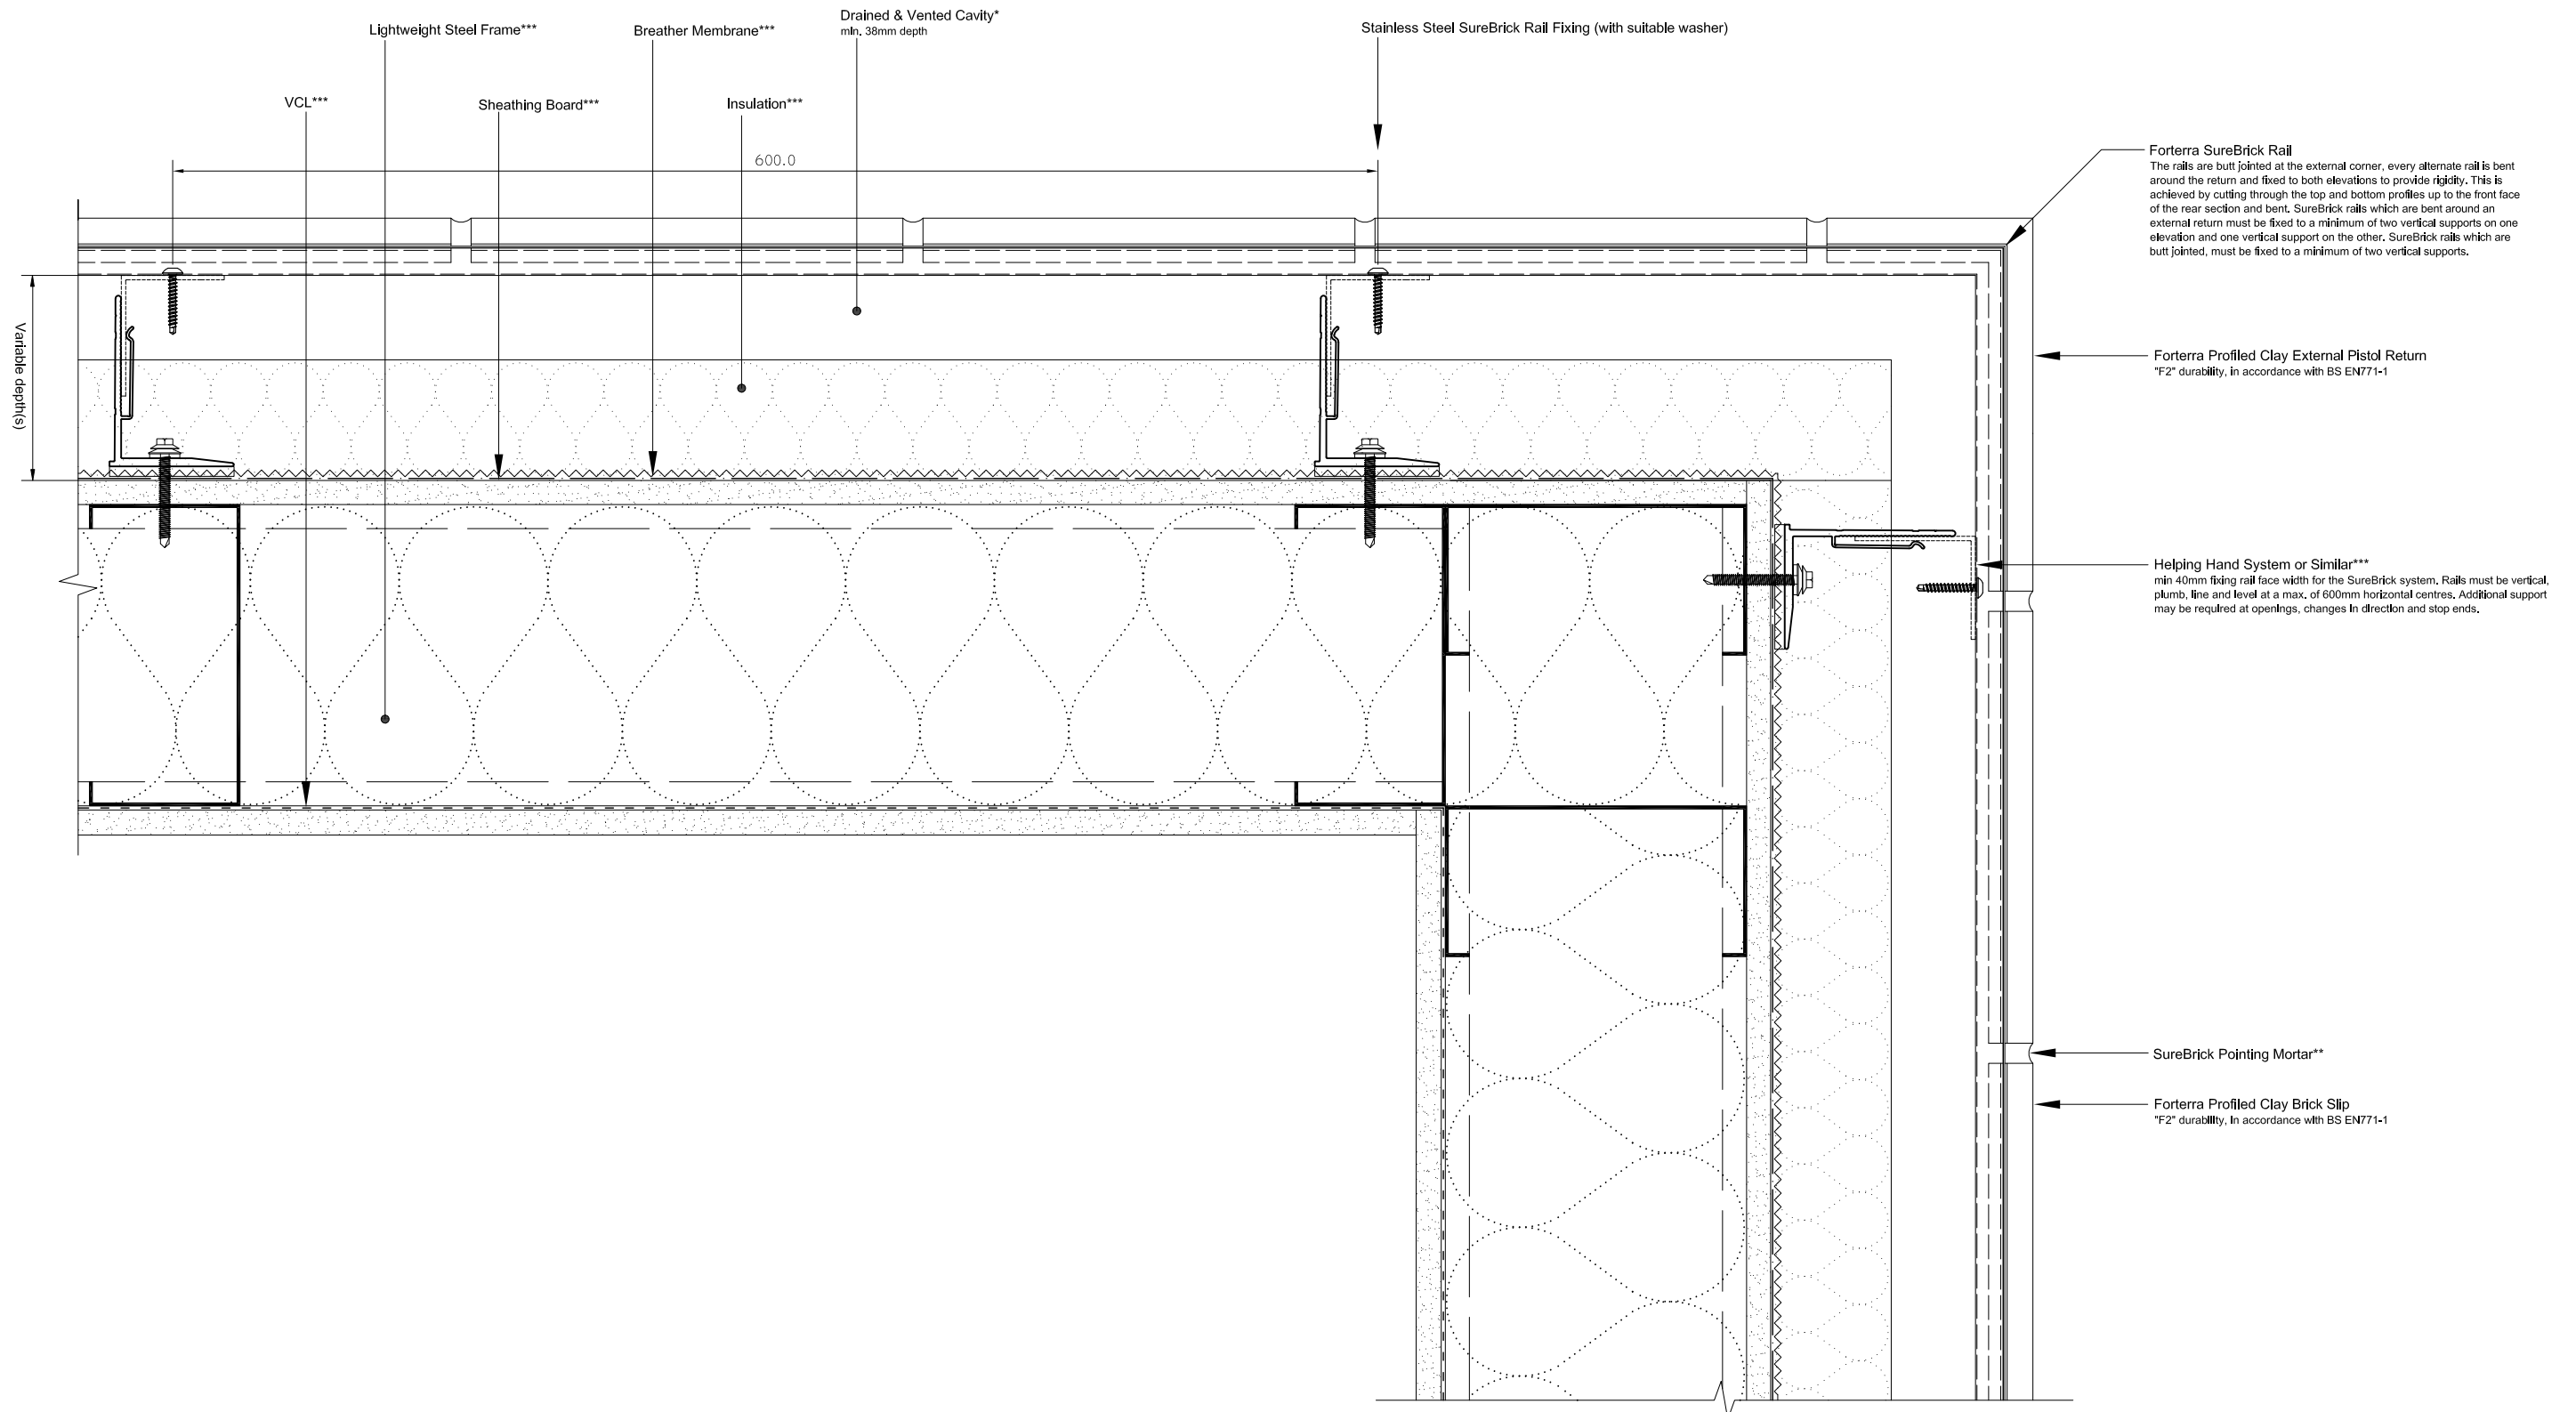 Drained & Vented Cavity*
min. 38mm depth
Lightweight Steel Frame***
Breather Membrane***
Stainless Steel SureBrick Rail Fixing (with suitable washer)
VCL***
Sheathing Board***
Insulation***
600.0
Forterra SureBrick Rail
The rails are butt jointed at the external corner, every alternate rail is bent
around the return and fixed to both elevations to provide rigidity. This is
achieved by cutting through the top and bottom profiles up to the front face
of the rear section and bent. SureBrick rails which are bent around an
external return must be fixed to a minimum of two vertical supports on one
elevation and one vertical support on the other. SureBrick rails which are
butt jointed, must be fixed to a minimum of two vertical supports.
Variable depth(s)
Forterra Profiled Clay External Pistol Return
"F2" durability, in accordance with BS EN771-1
Helping Hand System or Similar***
min 40mm fixing rail face width for the SureBrick system. Rails must be vertical,
plumb, line and level at a max. of 600mm horizontal centres. Additional support
may be required at openings, changes in direction and stop ends.
SureBrick Pointing Mortar**
Forterra Profiled Clay Brick Slip
"F2" durability, in accordance with BS EN771-1